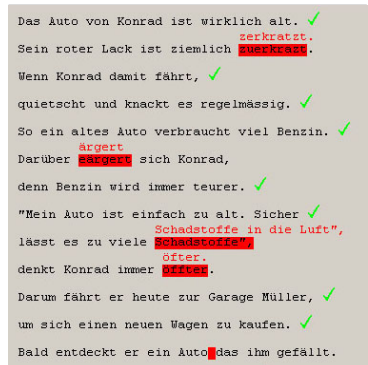 Das Auto von Konrad ist wirklich alt. ✓
zerkratzt.
Sein roter Lack ist ziemlich zuerkrazt.
Wenn Konrad damit fährt, ✓
quietscht und knackt es regelmässig. ✓
So ein altes Auto verbraucht viel Benzin. ✓
ärgert
Darüber eärgert sich Konrad,
denn Benzin wird immer teurer. ✓
"Mein Auto ist einfach zu alt. Sicher ✓
Schadstoffe in die Luft",
lässt es zu viele Schadstoffe",
öfter.
denkt Konrad immer öffter.
Darum fährt er heute zur Garage Müller, ✓
um sich einen neuen Wagen zu kaufen. ✓
Bald entdeckt er ein Auto das ihm gefällt.